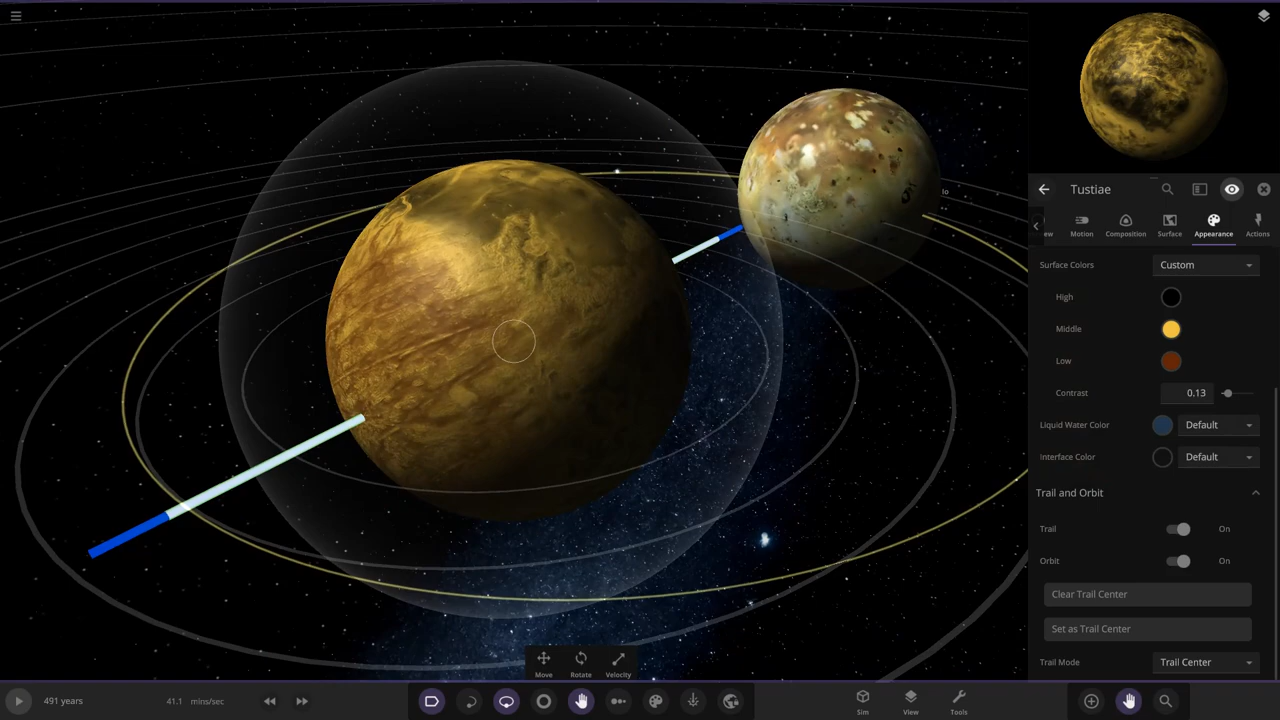 Io
Tustiae
ew
Motion
Composition
Surface
Appearance
Actions
Surface Colors
Custom
High
Middle
Low
Contrast
0.13
Liquid Water Color
Default
Interface Color
Default
Trail and Orbit
Trail
On
Orbit
On
Clear Trail Center
Set as Trail Center
Trail Mode
Trail Center
Move
Rotate
Velocity
491 years
41.1 mins/sec
Sim
View
Tools